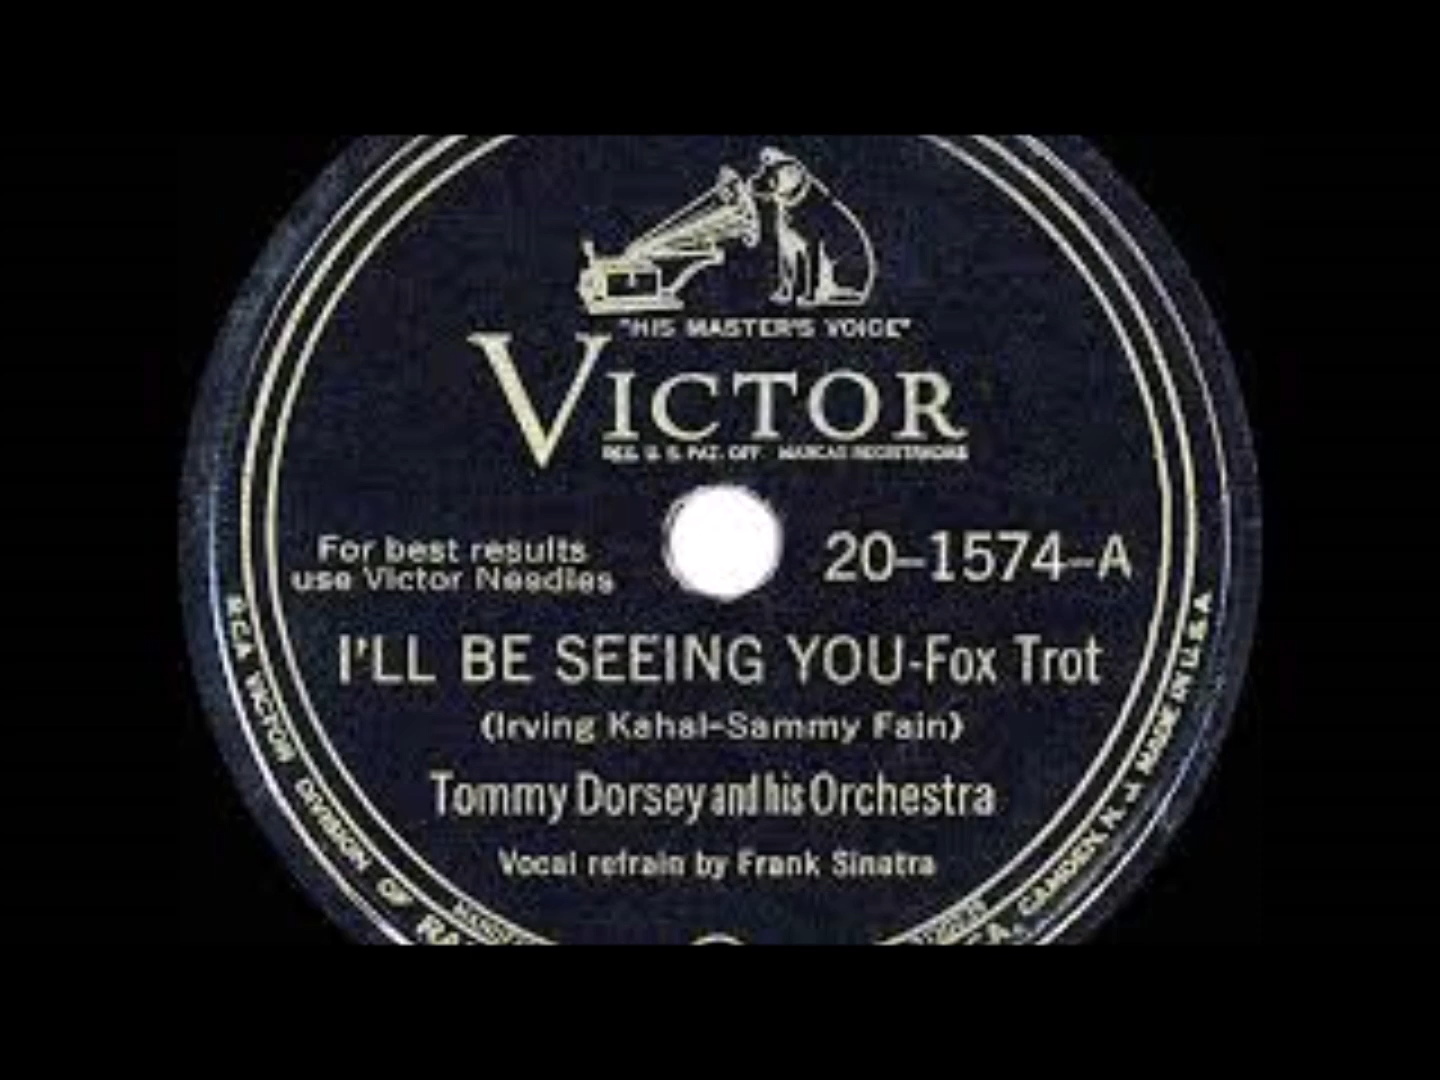 "HIS MASTER'S VOICE"
VICTOR
REG. U. S. PAT. OFF. MARCAS REGISTRADAS
For best results
use Victor Needles
20-1574-A
I'LL BE SEEING YOU-Fox Trot
(Irving Kahal-Sammy Fain)
Tommy Dorsey and his Orchestra
Vocal refrain by Frank Sinatra
RCA VICTOR DIVISION OF
CAMDEN, N. J. MADE IN U.S.A.